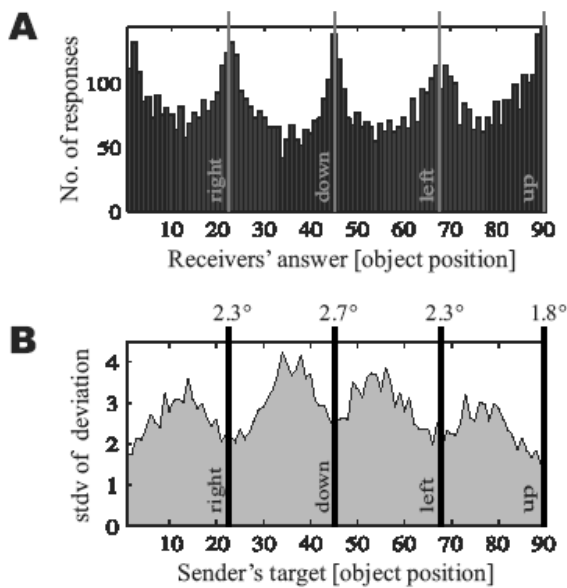 A
No. of responses
100
50
0
right
down
left
up
10 20 30 40 50 60 70 80 90
Receivers' answer [object position]
2.3° 2.7° 2.3° 1.8°
B
stdv of deviation
4
3
2
1
0
right
down
left
up
10 20 30 40 50 60 70 80 90
Sender's target [object position]